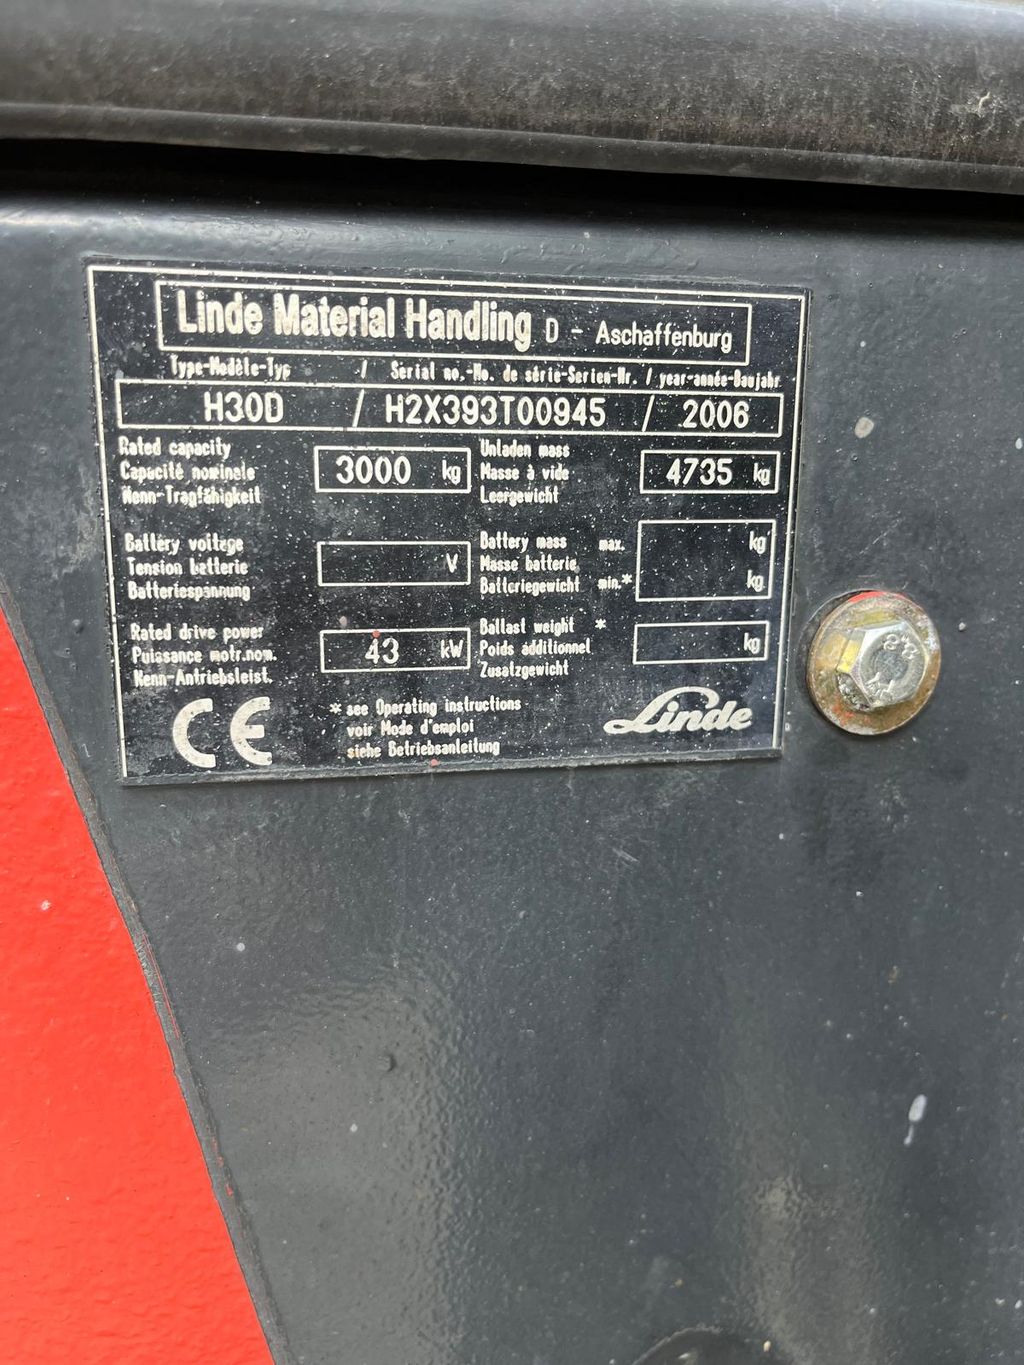 Linde Material Handling D - Aschaffenburg
Type-Modèle-Typ / Serial no.-No. de série-Serien-Nr. / year-année-Baujahr
H30D / H2X393T00945 / 2006
Rated capacity
Capacité nominale
Nenn-Tragfähigkeit
3000 kg
Unladen mass
Masse à vide
Leergewicht
4735 kg
Battery voltage
Tension batterie
Batteriespannung
V
Battery mass max. kg
Masse batterie
Batteriegewicht min.* kg
Rated drive power
Puissance motr.nom.
Nenn-Antriebsleist.
43 kW
Ballast weight *
Poids additionnel
Zusatzgewicht
kg
CE
* see Operating instructions
voir Mode d'emploi
siehe Betriebsanleitung
Linde
8.8